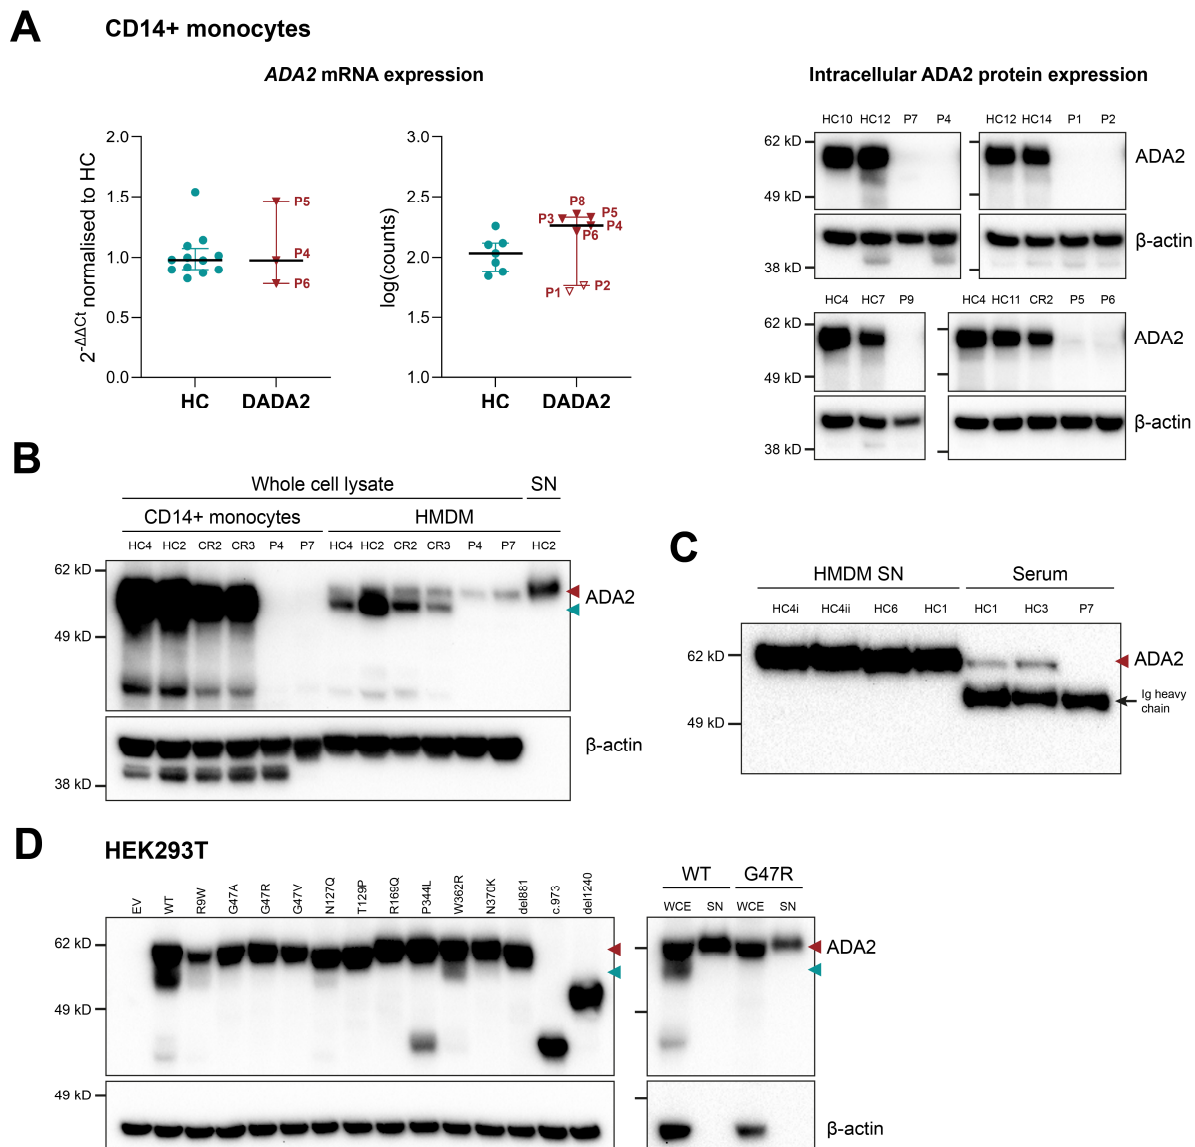 A
CD14+ monocytes
ADA2 mRNA expression
2-ΔΔCt normalised to HC
2.0
1.5
1.0
0.5
0.0
P5
P4
P6
HC DADA2
log(counts)
3.0
2.5
2.0
1.5
1.0
P8
P3 P5
P4
P6
P1 P2
HC DADA2
Intracellular ADA2 protein expression
HC10 HC12 P7 P4 HC12 HC14 P1 P2
62 kD
ADA2
49 kD
β-actin
38 kD
HC4 HC7 P9 HC4 HC11 CR2 P5 P6
62 kD
ADA2
49 kD
β-actin
38 kD
B
Whole cell lysate SN
CD14+ monocytes HMDM
HC4 HC2 CR2 CR3 P4 P7 HC4 HC2 CR2 CR3 P4 P7 HC2
62 kD
ADA2
49 kD
β-actin
38 kD
C
HMDM SN Serum
HC4i HC4ii HC6 HC1 HC1 HC3 P7
62 kD
ADA2
Ig heavy
chain
49 kD
D
HEK293T
EV WT R9W G47A G47R G47V N127Q T129P R169Q P344L W362R N370K del881 c.973 del1240
62 kD
49 kD
49 kD
WT G47R
WCE SN WCE SN
ADA2
β-actin